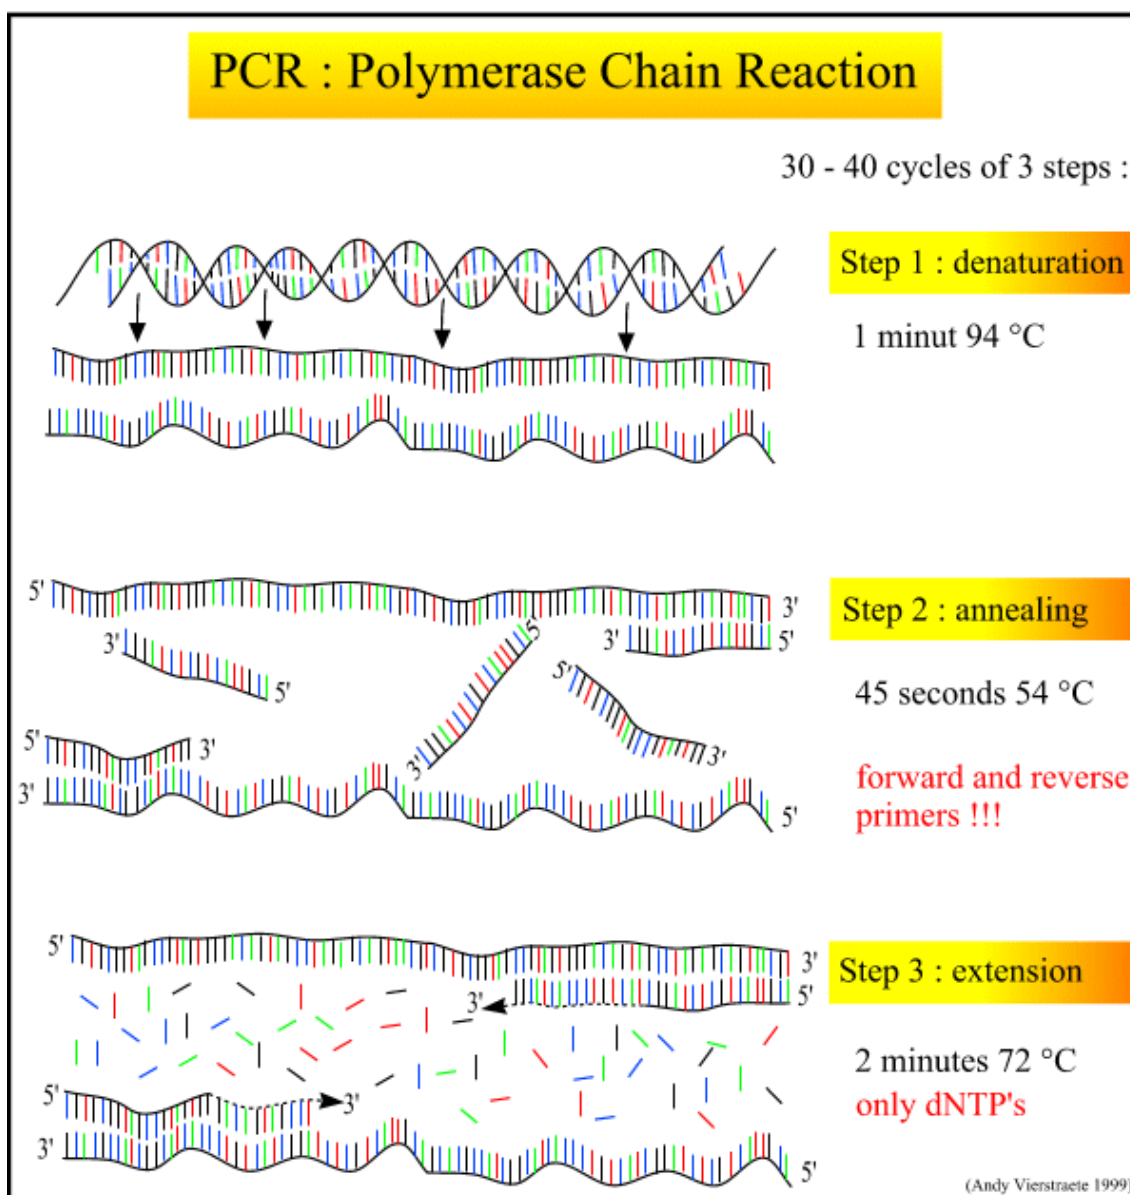 PCR : Polymerase Chain Reaction
30 - 40 cycles of 3 steps :
Step 1 : denaturation
1 minut 94 °C
5'
3'
Step 2 : annealing
3'
5'
5'
3'
5'
5'
45 seconds 54 °C
5'
3'
3'
3'
3'
forward and reverse
primers !!!
5'
5'
3'
Step 3 : extension
3'
5'
2 minutes 72 °C
5'
3'
only dNTP's
3'
5'
(Andy Vierstraete 1999)